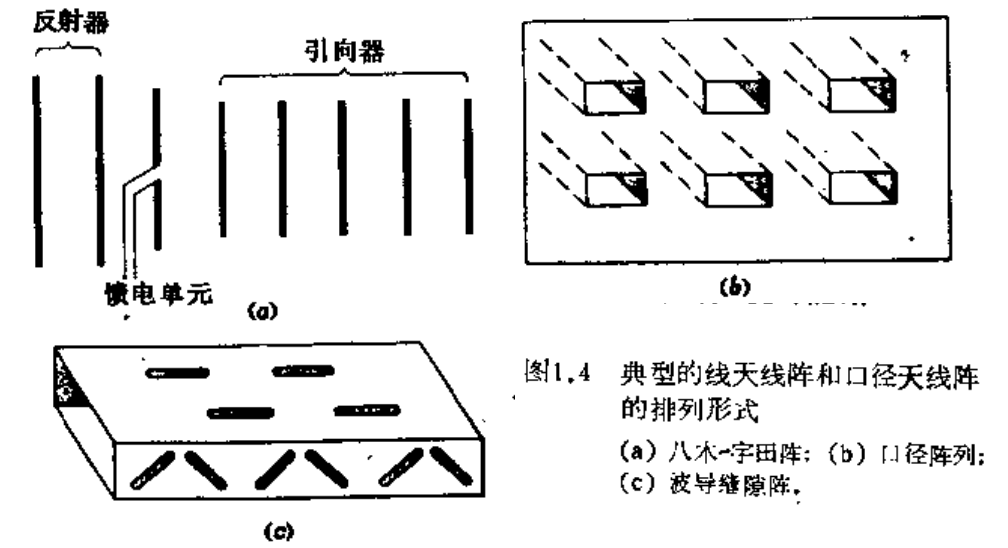 反射器
引向器
馈电单元
(a)
(b)
(c)
图1.4 典型的线天线阵和口径天线阵
的排列形式
(a) 八木-宇田阵; (b) 口径阵列;
(c) 波导缝隙阵.